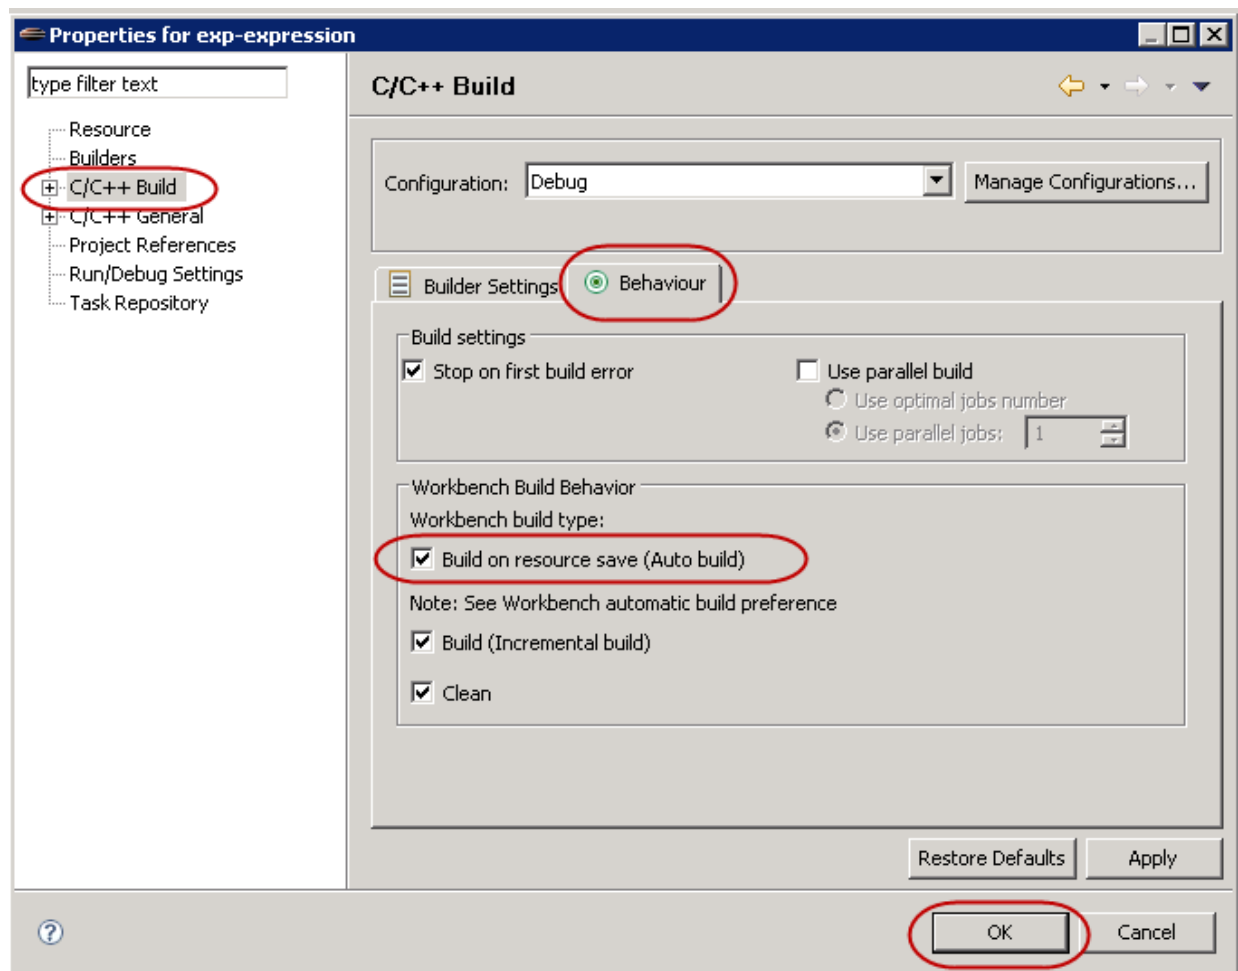 Properties for exp-expression
type filter text
Resource
Builders
C/C++ Build
C/C++ General
Project References
Run/Debug Settings
Task Repository
C/C++ Build
Configuration: Debug Manage Configurations...
Builder Settings Behaviour
Build settings
Stop on first build error Use parallel build
Use optimal jobs number
Use parallel jobs: 1
Workbench Build Behavior
Workbench build type:
Build on resource save (Auto build)
Note: See Workbench automatic build preference
Build (Incremental build)
Clean
Restore Defaults Apply
? OK Cancel